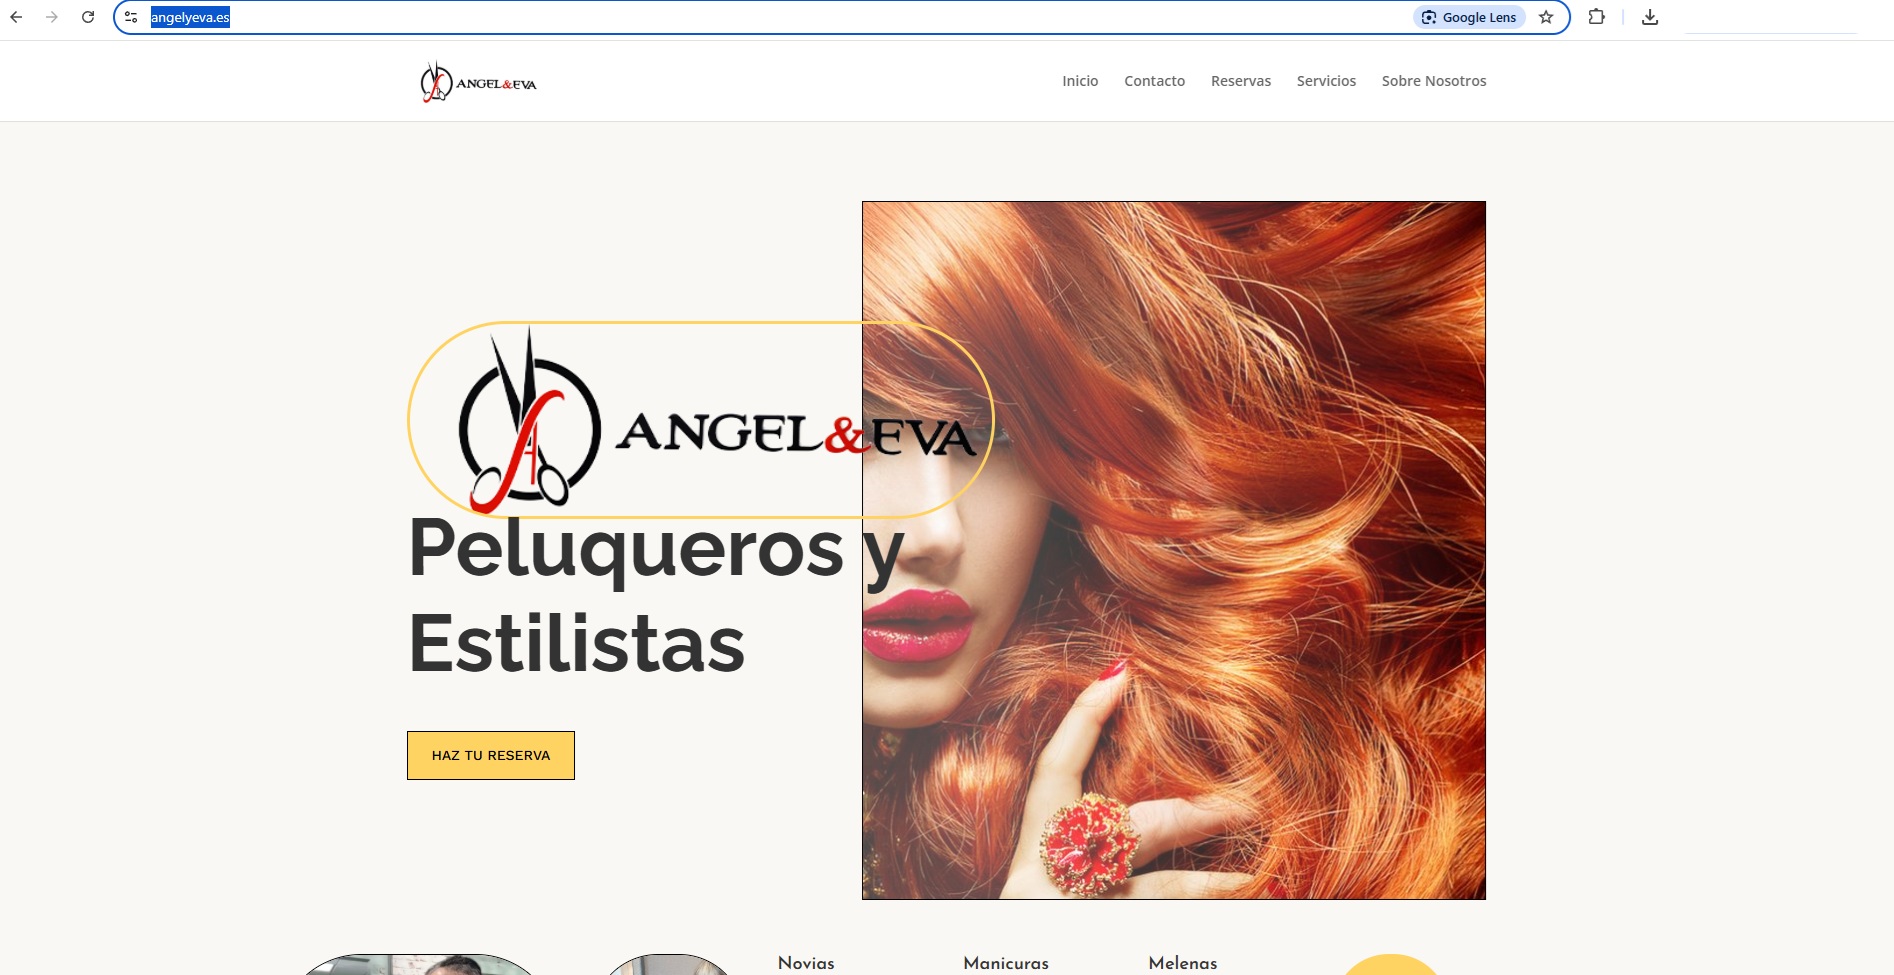 angelyeva.es
Google Lens
ANGEL&EVA
Inicio Contacto Reservas Servicios Sobre Nosotros
A
ANGEL&EVA
Peluqueros y
Estilistas
HAZ TU RESERVA
Novias Manicuras Melenas